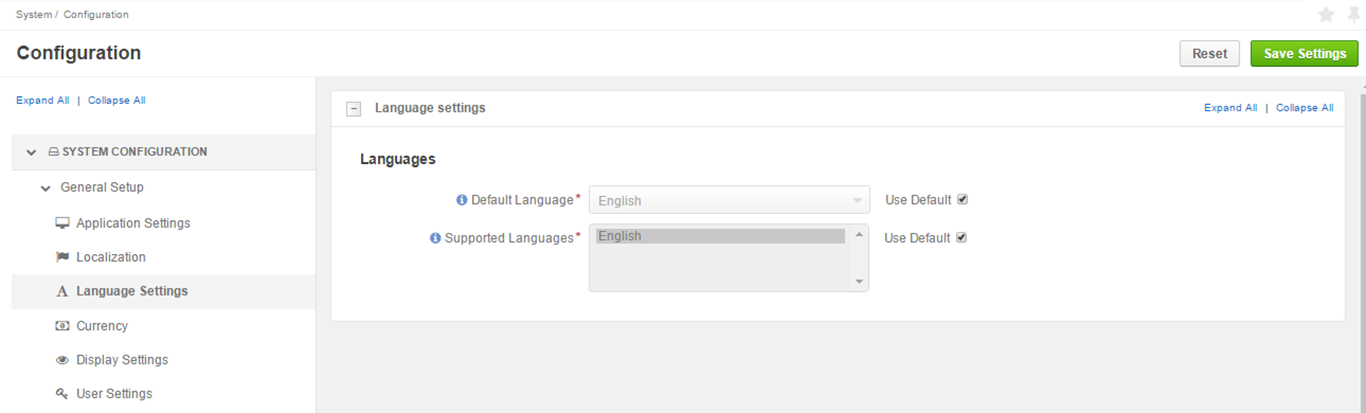 System / Configuration
Configuration
Reset
Save Settings
Expand All | Collapse All
SYSTEM CONFIGURATION
General Setup
Application Settings
Localization
Language Settings
Currency
Display Settings
User Settings
Language settings
Expand All | Collapse All
Languages
Default Language* English Use Default
Supported Languages* English Use Default